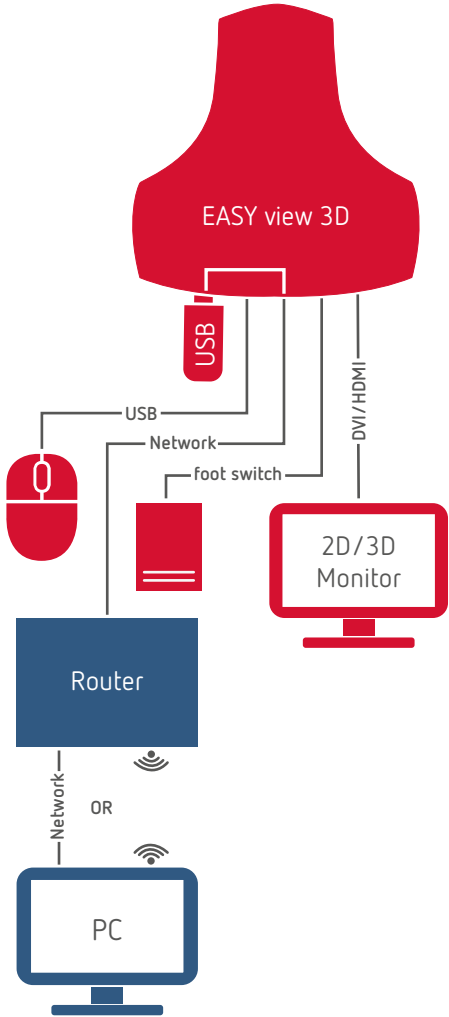 EASY view 3D
USB
USB
DVI/HDMI
Network
foot switch
2D/3D
Monitor
Router
Network
OR
PC